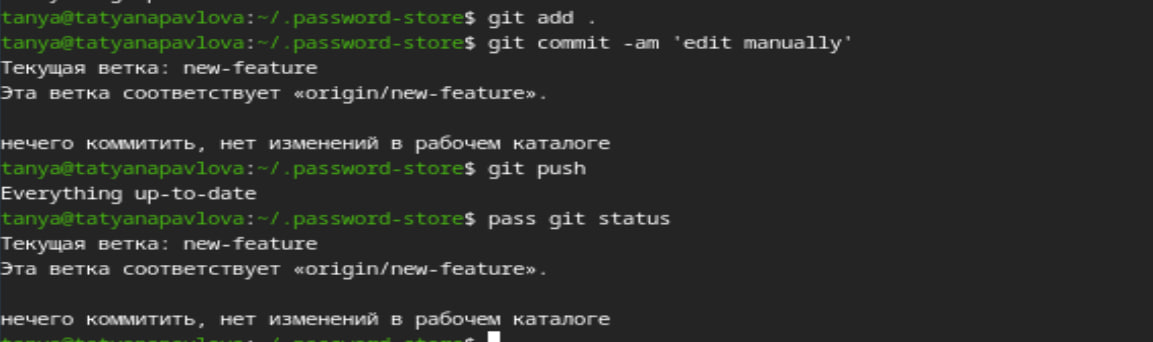 tanya@tatyanapavlova:~/.password-store$ git add .
tanya@tatyanapavlova:~/.password-store$ git commit -am 'edit manually'
Текущая ветка: new-feature
Эта ветка соответствует «origin/new-feature».
нечего коммитить, нет изменений в рабочем каталоге
tanya@tatyanapavlova:~/.password-store$ git push
Everything up-to-date
tanya@tatyanapavlova:~/.password-store$ pass git status
Текущая ветка: new-feature
Эта ветка соответствует «origin/new-feature».
нечего коммитить, нет изменений в рабочем каталоге